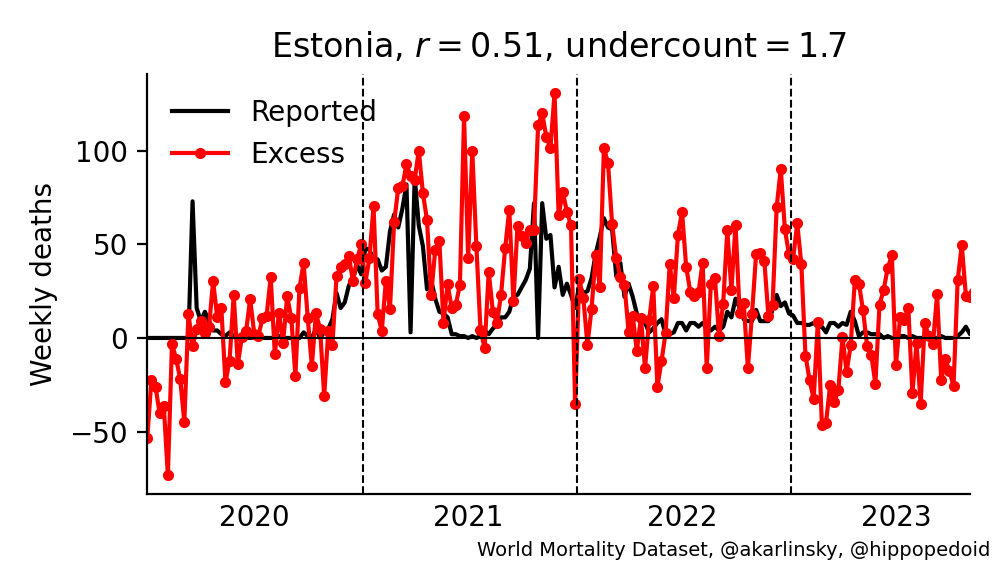 Estonia, r = 0.51, undercount = 1.7
Reported
Excess
Weekly deaths
100
50
0
−50
2020 2021 2022 2023
World Mortality Dataset, @akarlinsky, @hippopedoid